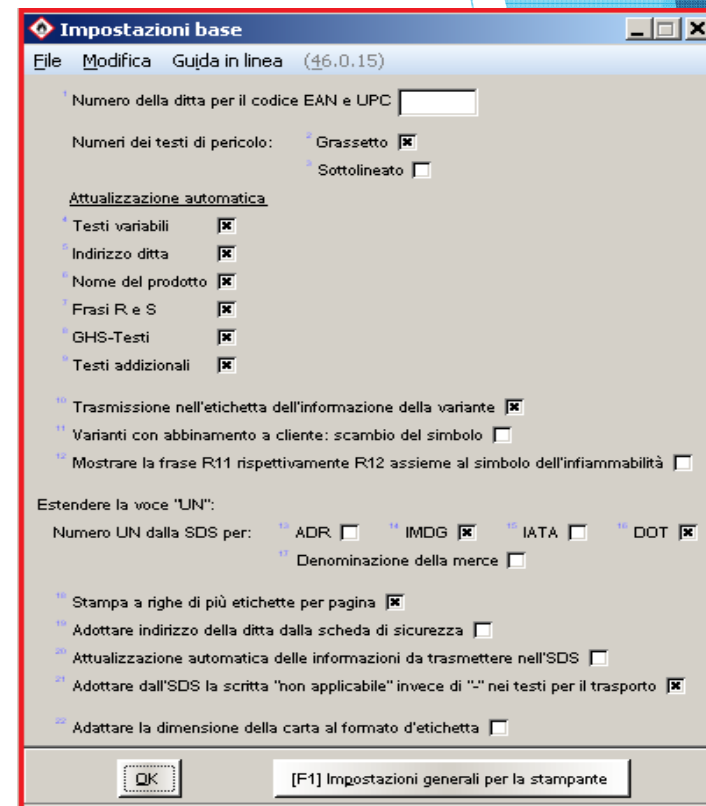 Impostazioni base
File Modifica Guida in linea (46.0.15)
1 Numero della ditta per il codice EAN e UPC
Numeri dei testi di pericolo: 2 Grassetto
3 Sottolineato
Attualizzazione automatica
4 Testi variabili
5 Indirizzo ditta
6 Nome del prodotto
7 Frasi R e S
8 GHS-Testi
9 Testi addizionali
10 Trasmissione nell'etichetta dell'informazione della variante
11 Varianti con abbinamento a cliente: scambio del simbolo
12 Mostrare la frase R11 rispettivamente R12 assieme al simbolo dell'infiammabilità
Estendere la voce "UN":
Numero UN dalla SDS per: 13 ADR 14 IMDG 15 IATA 16 DOT
17 Denominazione della merce
18 Stampa a righe di più etichette per pagina
19 Adottare indirizzo della ditta dalla scheda di sicurezza
20 Attualizzazione automatica delle informazioni da trasmettere nell'SDS
21 Adottare dall'SDS la scritta "non applicabile" invece di "-" nei testi per il trasporto
22 Adattare la dimensione della carta al formato d'etichetta
OK [F1] Impostazioni generali per la stampante